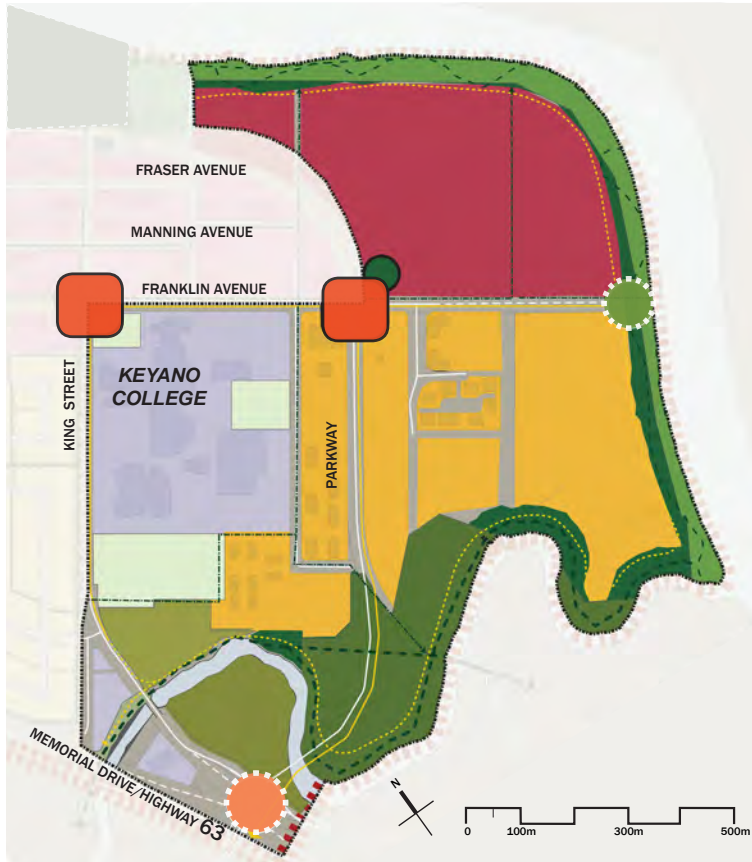 FRASER AVENUE
MANNING AVENUE
FRANKLIN AVENUE
KEYANO
COLLEGE
KING STREET
PARKWAY
MEMORIAL DRIVE/HIGHWAY 63
N
0 100m 300m 500m